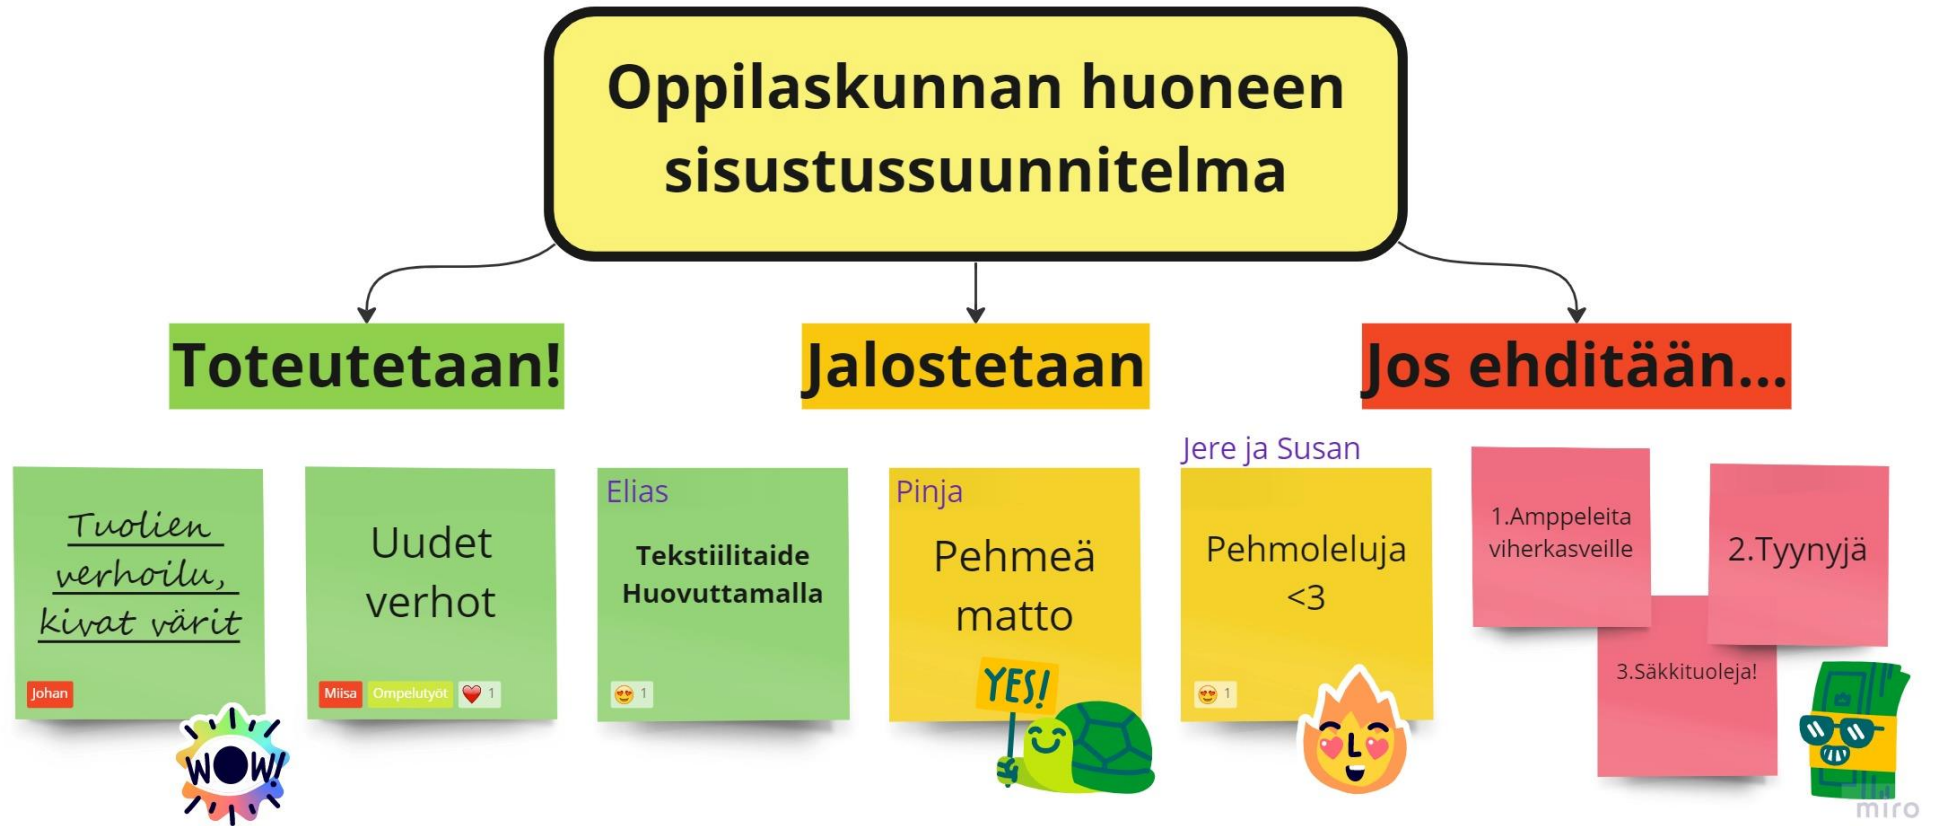 Oppilaskunnan huoneen
sisustussuunnitelma
Toteutetaan!
Jalostetaan
Jos ehditään...
Tuolien
verhoilu,
kivat värit
Johan
WOW!
Uudet
verhot
Miisa
Ompelutyöt
1
Elias
Tekstiilitaide
Huovuttamalla
1
Pinja
Pehmeä
matto
YES!
Jere ja Susan
Pehmoleluja
<3
1
1.Amppeleita
viherkasveille
2.Tyynyjä
3.Säkkituoleja!
miro